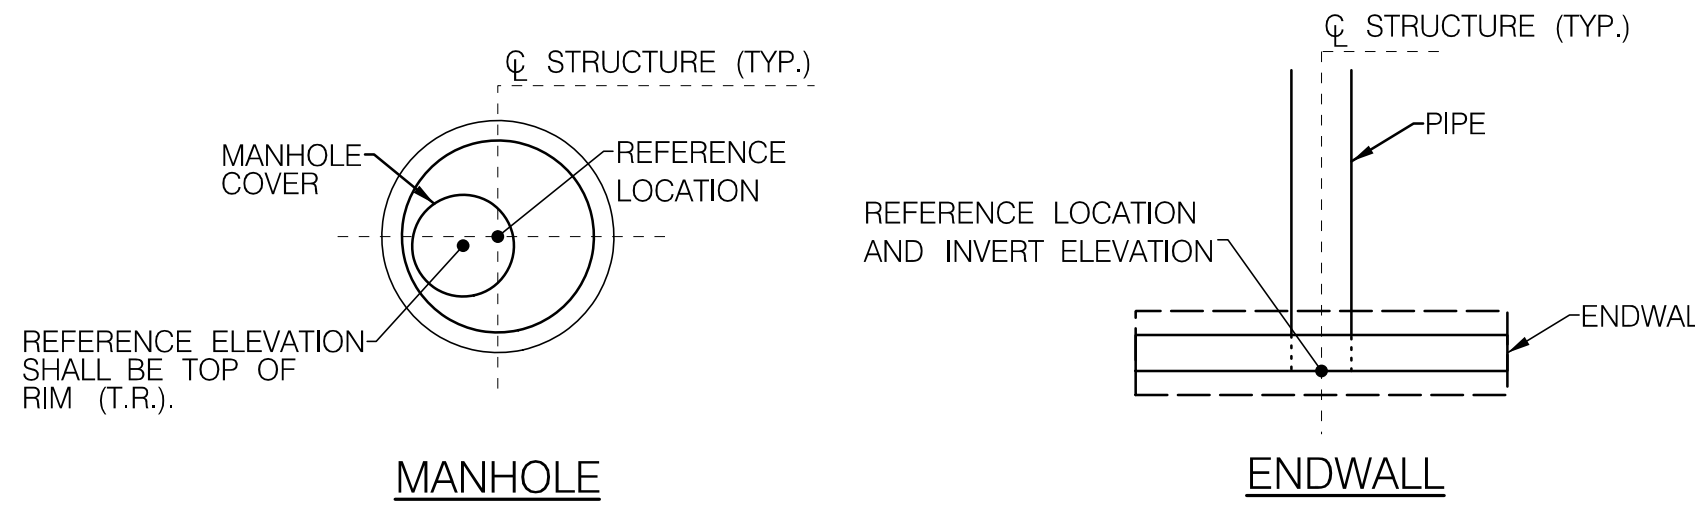 ℄ STRUCTURE (TYP.)
MANHOLE
COVER
REFERENCE
LOCATION
REFERENCE ELEVATION
SHALL BE TOP OF
RIM (T.R.).
MANHOLE
℄ STRUCTURE (TYP.)
PIPE
REFERENCE LOCATION
AND INVERT ELEVATION
ENDWAL
ENDWALL